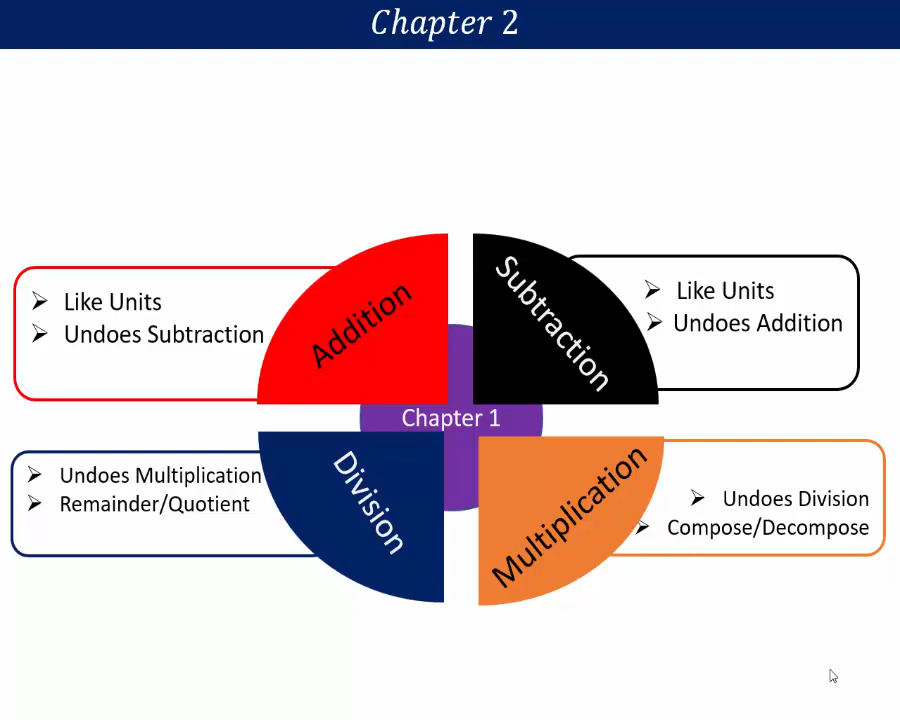 Chapter 2
Like Units
Undoes Subtraction
Addition
Subtraction
Like Units
Undoes Addition
Chapter 1
Undoes Multiplication
Remainder/Quotient
Division
Multiplication
Undoes Division
Compose/Decompose